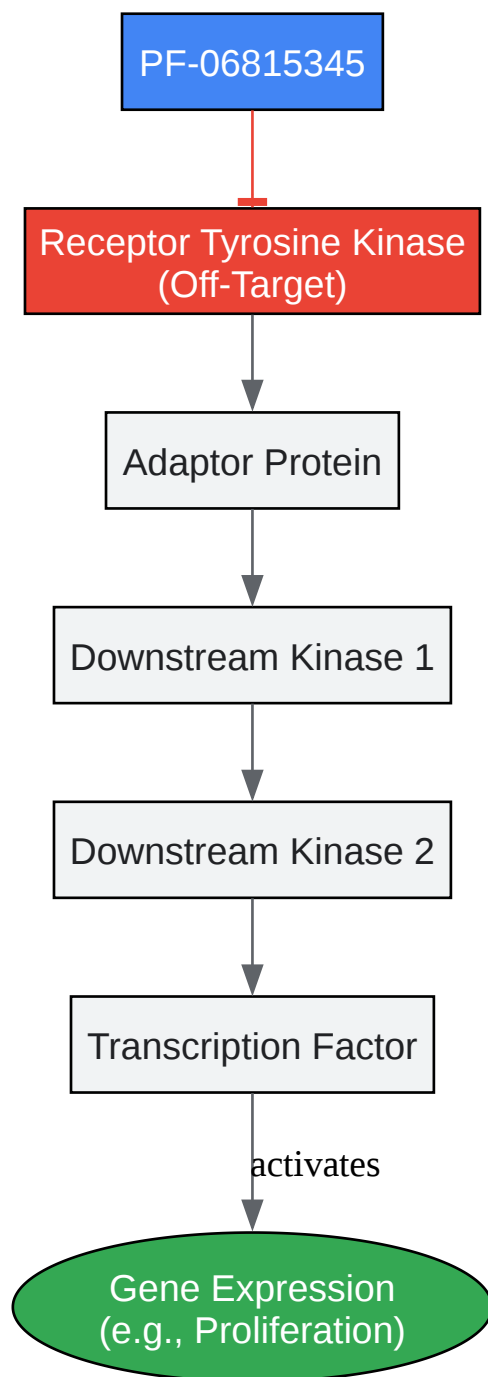 PF-06815345
Receptor Tyrosine Kinase
(Off-Target)
Adaptor Protein
Downstream Kinase 1
Downstream Kinase 2
Transcription Factor
activates
Gene Expression
(e.g., Proliferation)